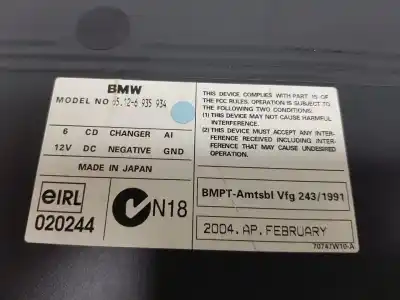 BMW
MODEL NO 65.12-6 935 934
6 CD CHANGER AI
12V DC NEGATIVE GND
MADE IN JAPAN
eIRL
020244
N18
THIS DEVICE COMPLIES WITH PART 15 OF
THE FCC RULES. OPERATION IS SUBJECT TO
THE FOLLOWING TWO CONDITIONS:
(1) THIS DEVICE MAY NOT CAUSE HARMFUL
INTERFERENCE.
(2) THIS DEVICE MUST ACCEPT ANY INTER-
FERENCE RECEIVED INCLUDING INTER-
FERENCE THAT MAY CAUSE UNDESIRED
OPERATION.
BMPT-Amtsbl Vfg 243/1991
2004. AP. FEBRUARY
70747W10-A